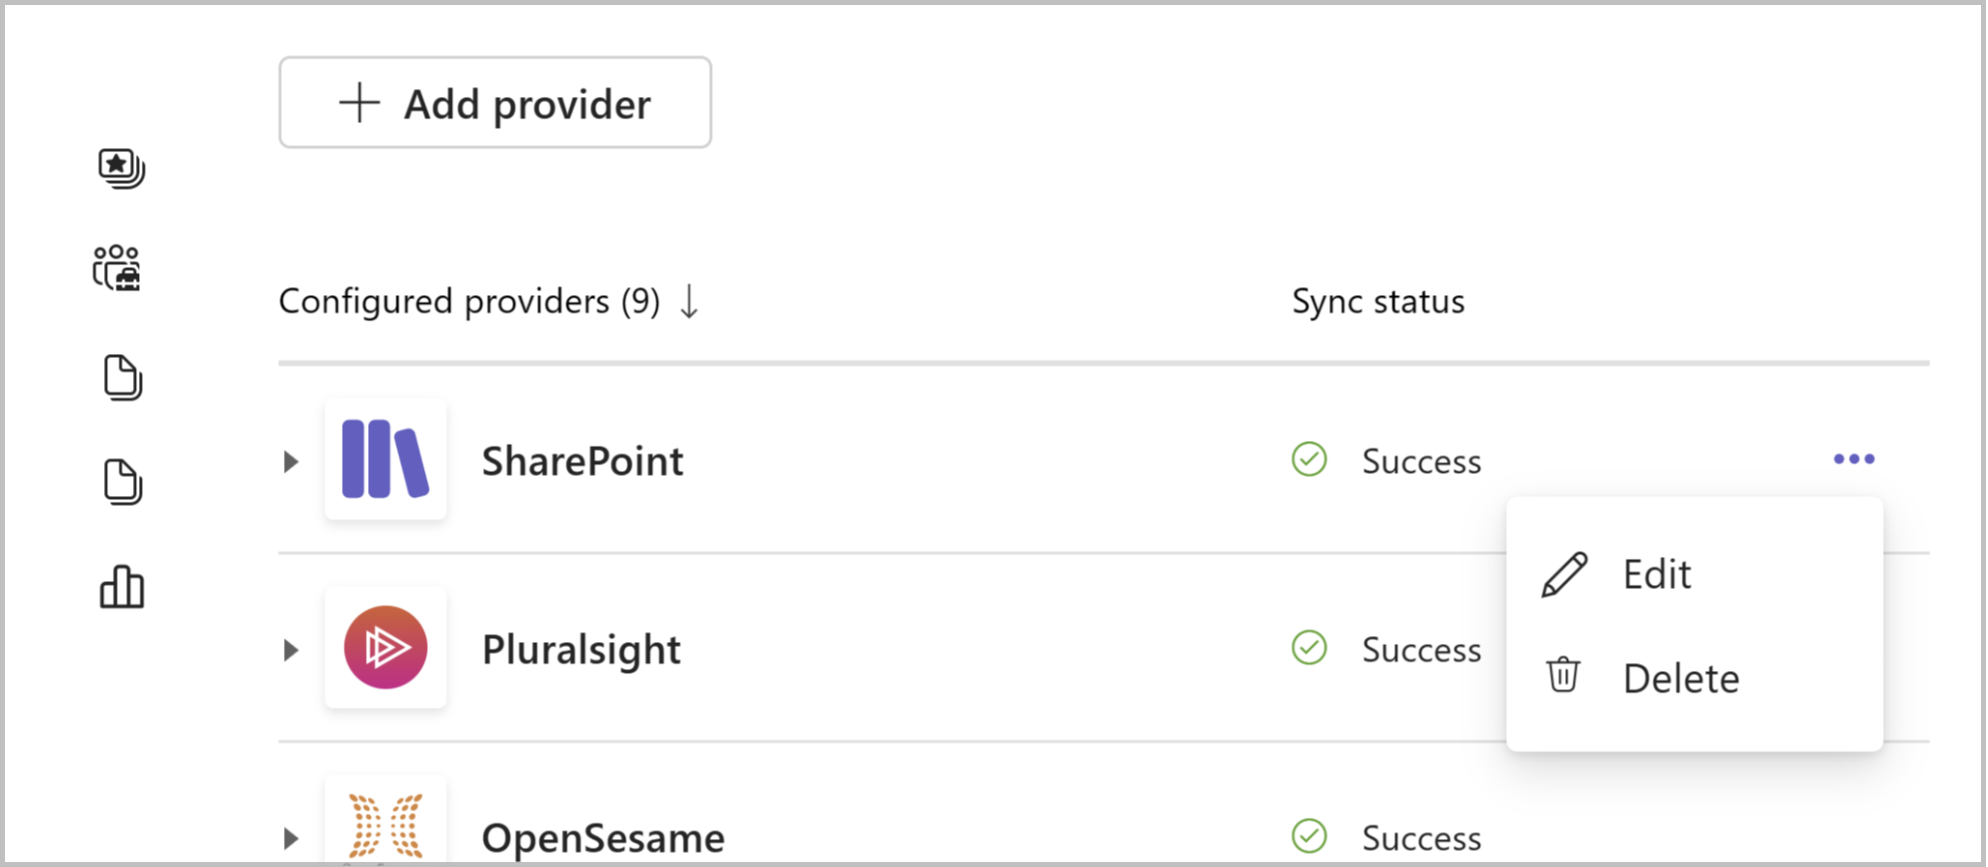 Add provider
Configured providers (9) Sync status
SharePoint Success
Edit
Pluralsight Success
Delete
OpenSesame Success